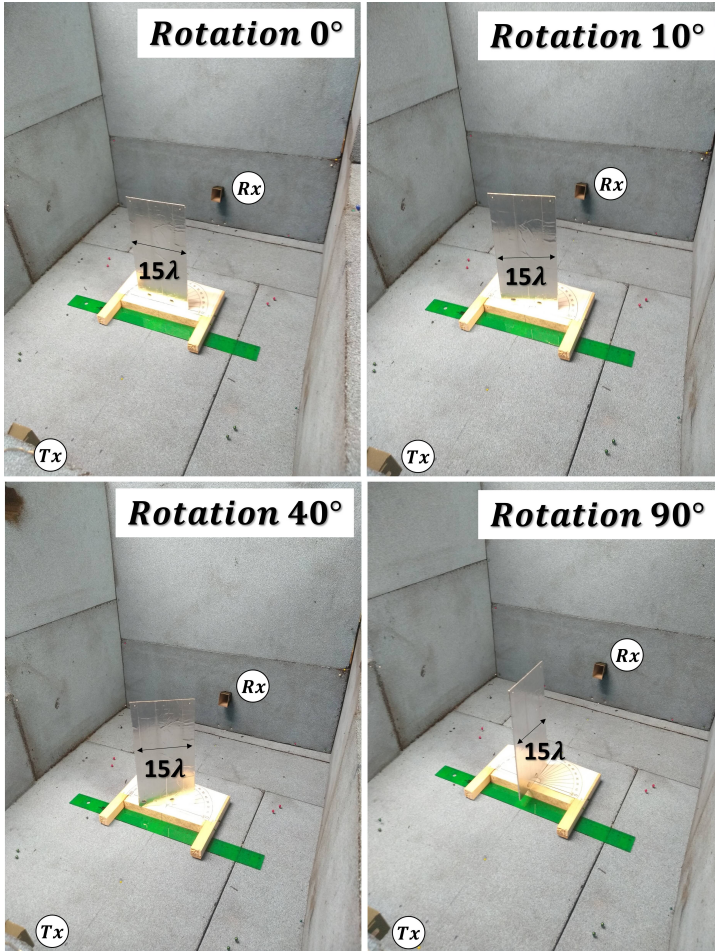 Rotation 0°
Rx
15λ
Tx
Rotation 10°
Rx
15λ
Tx
Rotation 40°
Rx
15λ
Tx
Rotation 90°
Rx
15λ
Tx